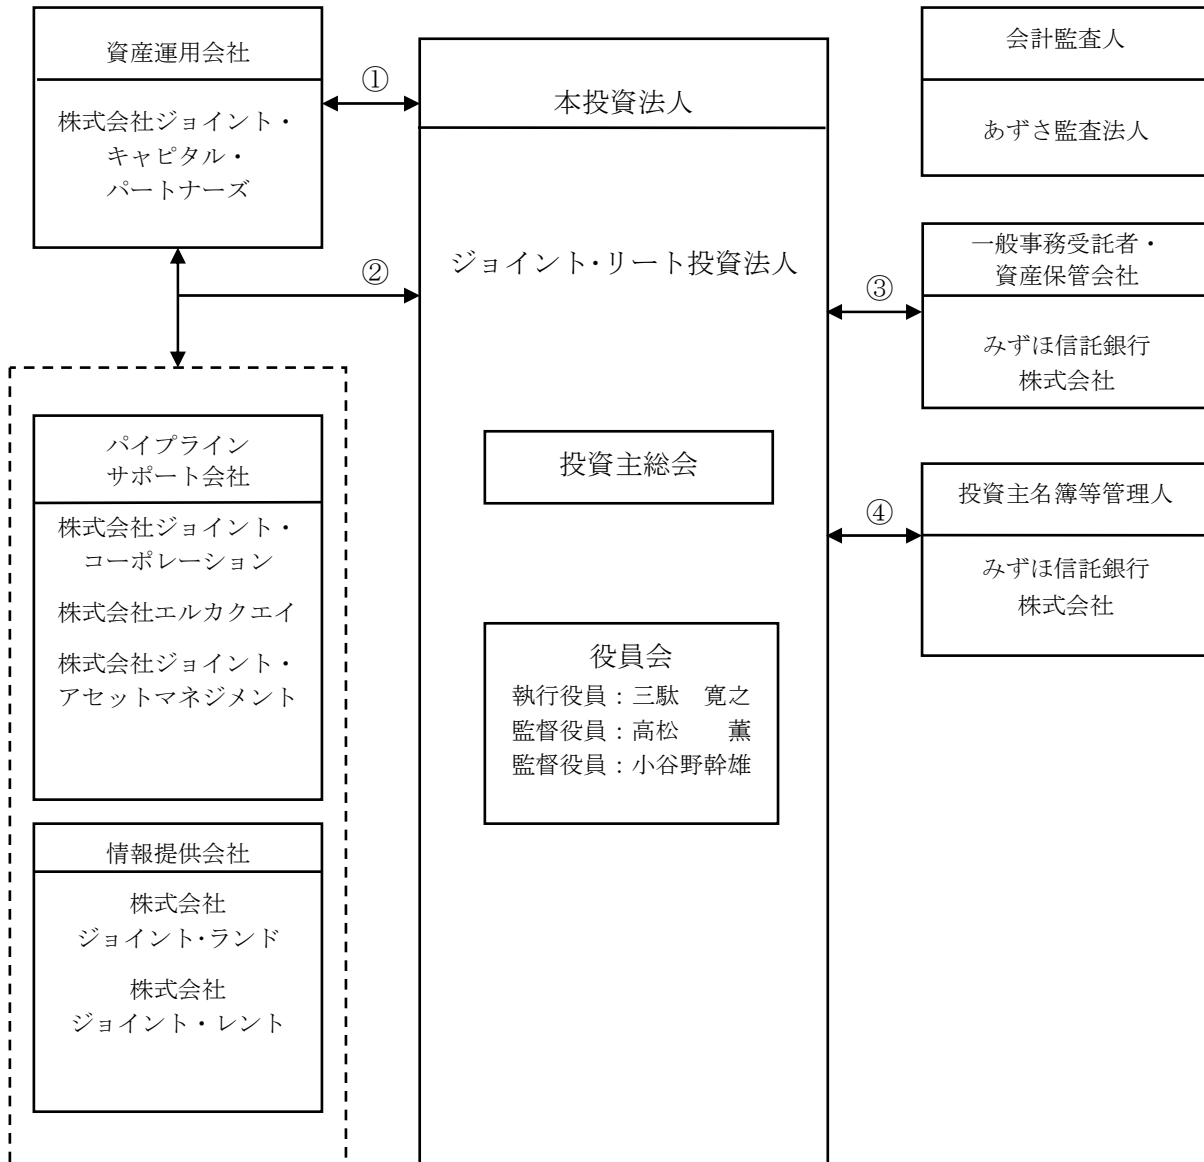 資産運用会社
株式会社ジョイント・
キャピタル・
パートナーズ
①
②
パイプライン
サポート会社
株式会社ジョイント・
コーポレーション
株式会社エルカクエイ
株式会社ジョイント・
アセットマネジメント
情報提供会社
株式会社
ジョイント･ランド
株式会社
ジョイント・レント
本投資法人
ジョイント･リート投資法人
投資主総会
役員会
執行役員：三駄　寛之
監督役員：高松　　薫
監督役員：小谷野幹雄
会計監査人
あずさ監査法人
③
一般事務受託者・
資産保管会社
みずほ信託銀行
株式会社
④
投資主名簿等管理人
みずほ信託銀行
株式会社